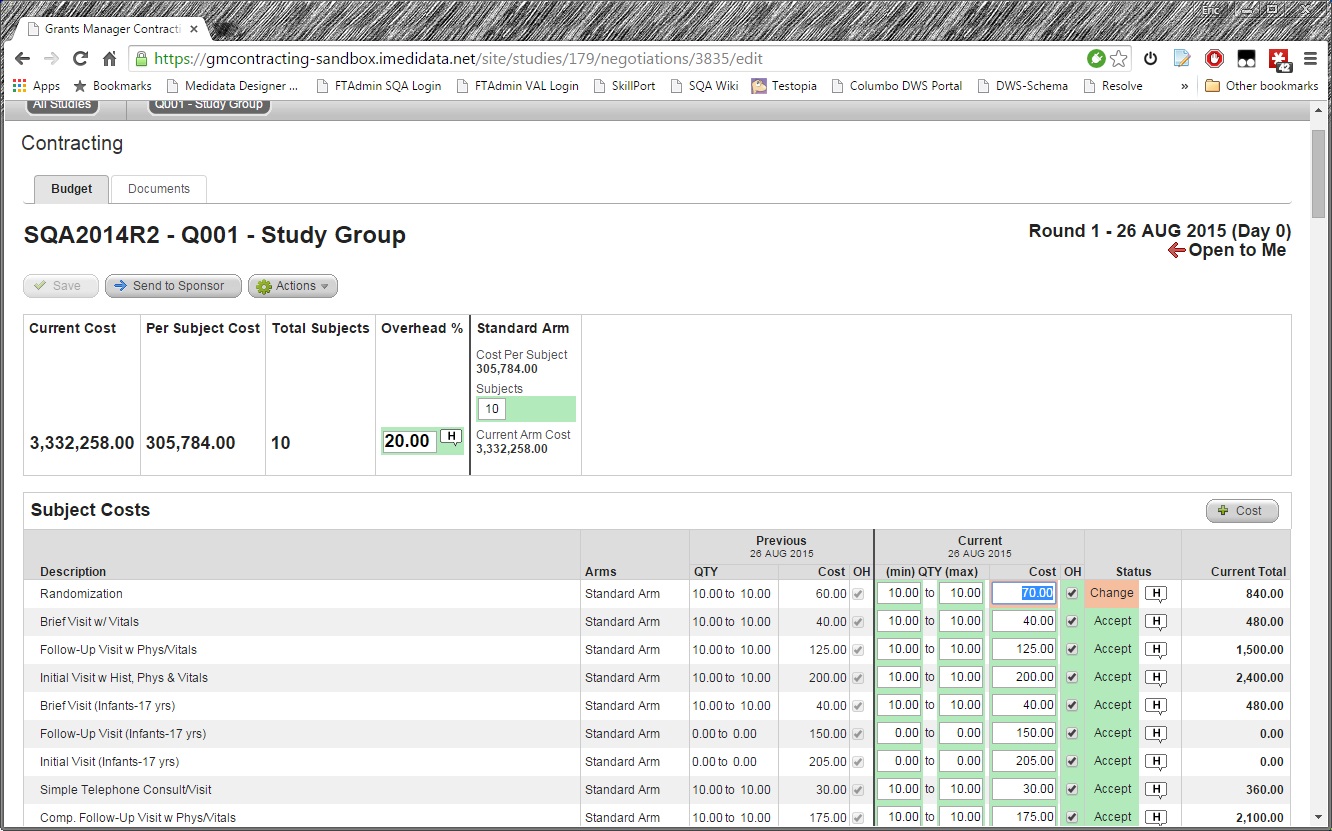 Eric
Grants Manager Contracti
https://gmcontracting-sandbox.imedidata.net/site/studies/179/negotiations/3835/edit
42
Apps Bookmarks Medidata Designer ... FTAdmin SQA Login FTAdmin VAL Login SkillPort SQA Wiki Testopia Columbo DWS Portal DWS-Schema Resolve » Other bookmarks
All Studies Q001 - Study Group
Contracting
Budget Documents
SQA2014R2 - Q001 - Study Group
Round 1 - 26 AUG 2015 (Day 0)
Open to Me
Save Send to Sponsor Actions
Current Cost Per Subject Cost Total Subjects Overhead % Standard Arm
Cost Per Subject
305,784.00
Subjects
10
3,332,258.00 305,784.00 10 20.00 H
Current Arm Cost
3,332,258.00
Subject Costs
Cost
Previous Current
26 AUG 2015 26 AUG 2015
Description Arms QTY Cost OH (min) QTY (max) Cost OH Status Current Total
Randomization Standard Arm 10.00 to 10.00 60.00 10.00 to 10.00 70.00 Change H 840.00
Brief Visit w/ Vitals Standard Arm 10.00 to 10.00 40.00 10.00 to 10.00 40.00 Accept H 480.00
Follow-Up Visit w Phys/Vitals Standard Arm 10.00 to 10.00 125.00 10.00 to 10.00 125.00 Accept H 1,500.00
Initial Visit w Hist, Phys & Vitals Standard Arm 10.00 to 10.00 200.00 10.00 to 10.00 200.00 Accept H 2,400.00
Brief Visit (Infants-17 yrs) Standard Arm 10.00 to 10.00 40.00 10.00 to 10.00 40.00 Accept H 480.00
Follow-Up Visit (Infants-17 yrs) Standard Arm 0.00 to 0.00 150.00 0.00 to 0.00 150.00 Accept H 0.00
Initial Visit (Infants-17 yrs) Standard Arm 0.00 to 0.00 205.00 0.00 to 0.00 205.00 Accept H 0.00
Simple Telephone Consult/Visit Standard Arm 10.00 to 10.00 30.00 10.00 to 10.00 30.00 Accept H 360.00
Comp. Follow-Up Visit w Phys/Vitals Standard Arm 10.00 to 10.00 175.00 10.00 to 10.00 175.00 Accept H 2,100.00